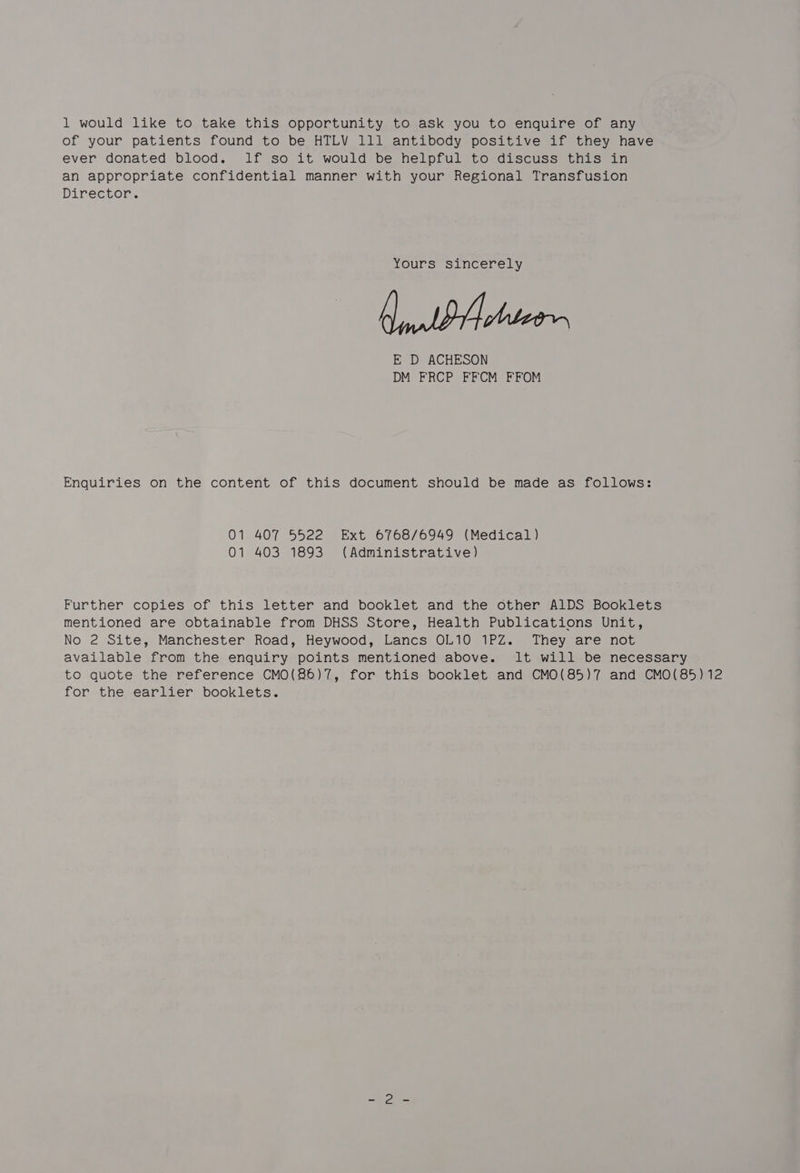 l would like to take this opportunity to ask you to enquire of any
of your patients found to be HTLV lll antibody positive if they have
ever donated blood. lf so it would be helpful to discuss this in
an appropriate confidential manner with your Regional Transfusion
Director.
Yours sincerely
E D ACHESON
DM FRCP FFCM FFOM
Enquiries on the content of this document should be made as follows:
01 407 5522 Ext 6768/6949 (Medical)
01 403 1893 (Administrative)
Further copies of this letter and booklet and the other AlDS Booklets
mentioned are obtainable from DHSS Store, Health Publications Unit,
No 2 Site, Manchester Road, Heywood, Lancs OL10 1PZ. They are not
available from the enquiry points mentioned above. lt will be necessary
to quote the reference CMO(86)7, for this booklet and CMO(85)7 and CMO(85)12
for the earlier booklets.
- 2 -